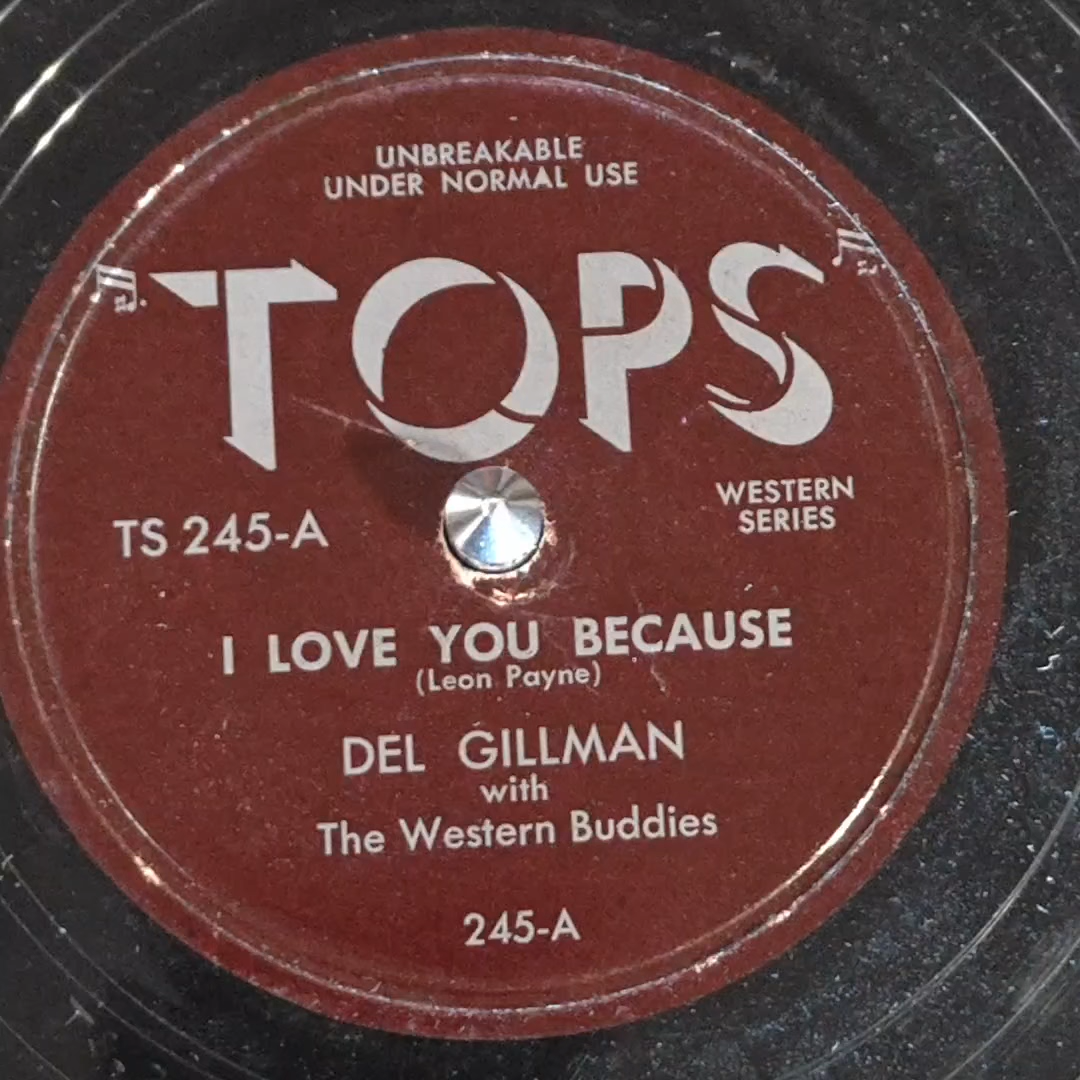 UNBREAKABLE
UNDER NORMAL USE
TOPS
WESTERN
SERIES
TS 245-A
I LOVE YOU BECAUSE
(Leon Payne)
DEL GILLMAN
with
The Western Buddies
245-A